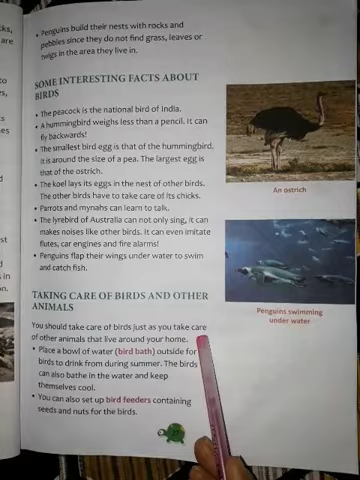 • Penguins build their nests with rocks and
pebbles since they do not find grass, leaves or
twigs in the area they live in.
SOME INTERESTING FACTS ABOUT
BIRDS
• The peacock is the national bird of India.
• A hummingbird weighs less than a pencil. It can
fly backwards!
• The smallest bird egg is that of the hummingbird.
It is around the size of a pea. The largest egg is
that of the ostrich.
• The koel lays its eggs in the nest of other birds.
The other birds have to take care of its chicks.
• Parrots and mynahs can learn to talk.
• The lyrebird of Australia can not only sing, it can
make noises like other birds. It can even imitate
flutes, car engines and fire alarms!
• Penguins flap their wings under water to swim
and catch fish.
An ostrich
Penguins swimming
under water
TAKING CARE OF BIRDS AND OTHER
ANIMALS
You should take care of birds just as you take care
of other animals that live around your home.
• Place a bowl of water (bird bath) outside for
birds to drink from during summer. The birds
can also bathe in the water and keep
themselves cool.
• You can also set up bird feeders containing
seeds and nuts for the birds.